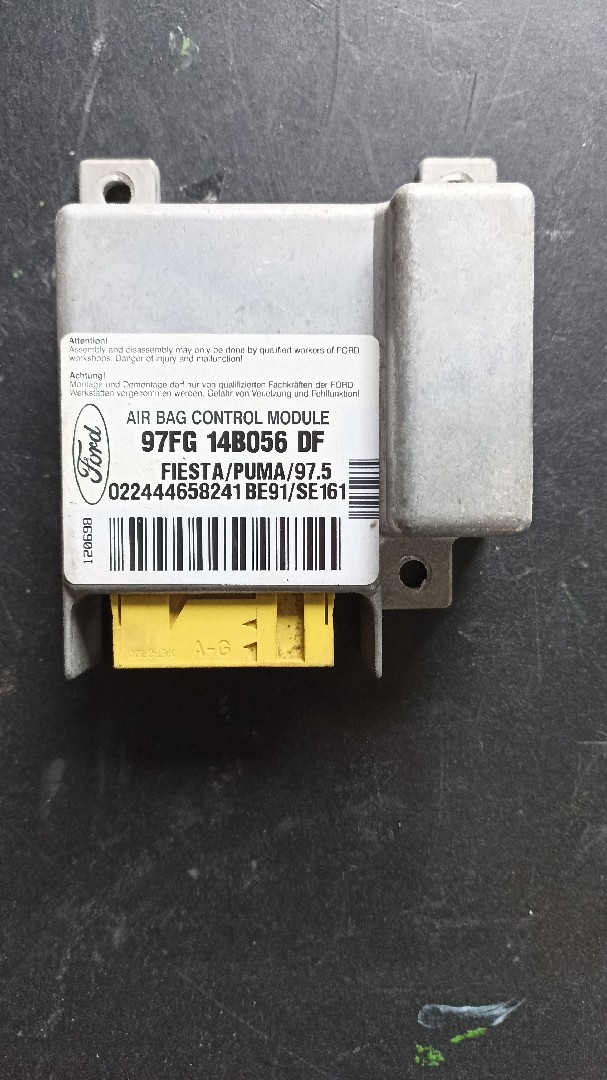 Attention!
Assembly and disassembly may only be done by qualified workers of FORD
workshops. Danger of injury and malfunction!
Achtung!
Montage und Demontage darf nur von qualifizierten Fachkräften der FORD
Werkstätten vorgenommen werden. Gefahr von Verletzung und Fehlfunktion!
Ford
AIR BAG CONTROL MODULE
97FG 14B056 DF
FIESTA/PUMA/97.5
022444658241BE91/SE161
120698
A-G